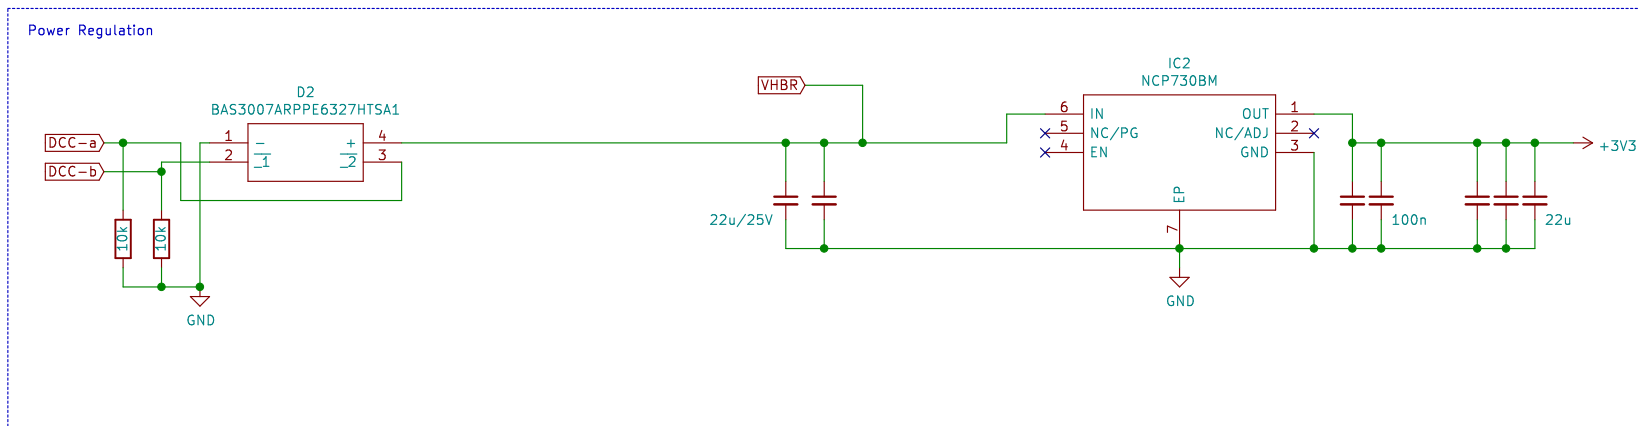 Power Regulation
IC2
NCP730BM
VHBR
D2
BAS3007ARPPE6327HTSA1
6 IN OUT 1
DCC-a 1 - + 4
5 NC/PG NC/ADJ 2
+3V3
2 _1 _2 3
4 EN GND 3
DCC-b
EP
22u/25V
100n
22u
7
10k
10k
GND
GND